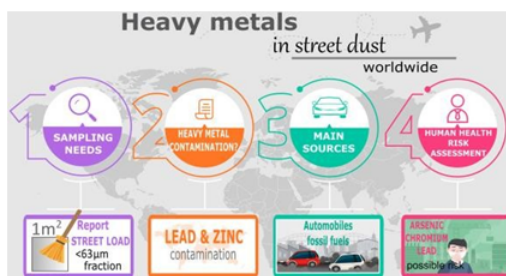 Heavy metals
in street dust
worldwide
1
SAMPLING
NEEDS
2
HEAVY METAL
CONTAMINATION?
3
MAIN
SOURCES
4
HUMAN HEALTH
RISK
ASSESSMENT
1m²
Report
STREET LOAD
<63µm
fraction
LEAD & ZINC
contamination
Automobiles
fossil fuels
ARSENIC
CHROMIUM
LEAD
possible risk